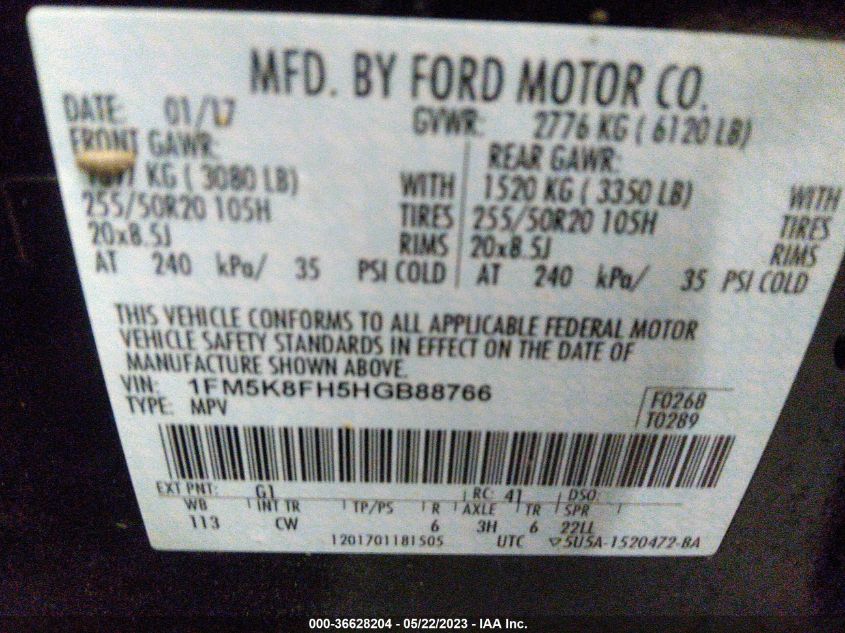 MFD. BY FORD MOTOR CO.
DATE: 01/17 GVWR: 2776 KG ( 6120 LB)
FRONT GAWR: REAR GAWR:
KG ( 3080 LB) WITH 1520 KG ( 3350 LB) WITH
255/50R20 105H TIRES 255/50R20 105H TIRES
20x8.5J RIMS 20x8.5J RIMS
AT 240 kPa/ 35 PSI COLD AT 240 kPa/ 35 PSI COLD
THIS VEHICLE CONFORMS TO ALL APPLICABLE FEDERAL MOTOR
VEHICLE SAFETY STANDARDS IN EFFECT ON THE DATE OF
MANUFACTURE SHOWN ABOVE.
VIN: 1FM5K8FH5HGB88766 F0268
TYPE: MPV T0289
EXT PNT: G1 RC: 41 DSO:
WB INT TR TP/PS R AXLE TR SPR
113 CW 6 3H 6 22LL
1201701181505 UTC ▽5U5A-1520472-BA
000-36628204 - 05/22/2023 - IAA Inc.